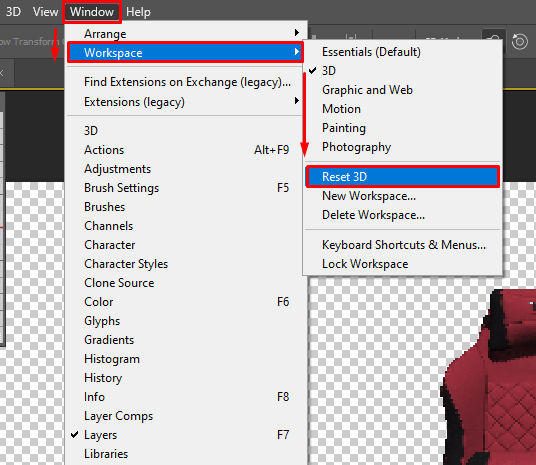 3D View Window Help
Arrange
Workspace
Find Extensions on Exchange (legacy)...
Extensions (legacy)
3D
Actions Alt+F9
Adjustments
Brush Settings F5
Brushes
Channels
Character
Character Styles
Clone Source
Color F6
Glyphs
Gradients
Histogram
History
Info F8
Layer Comps
Layers F7
Libraries
Essentials (Default)
3D
Graphic and Web
Motion
Painting
Photography
Reset 3D
New Workspace...
Delete Workspace...
Keyboard Shortcuts & Menus...
Lock Workspace